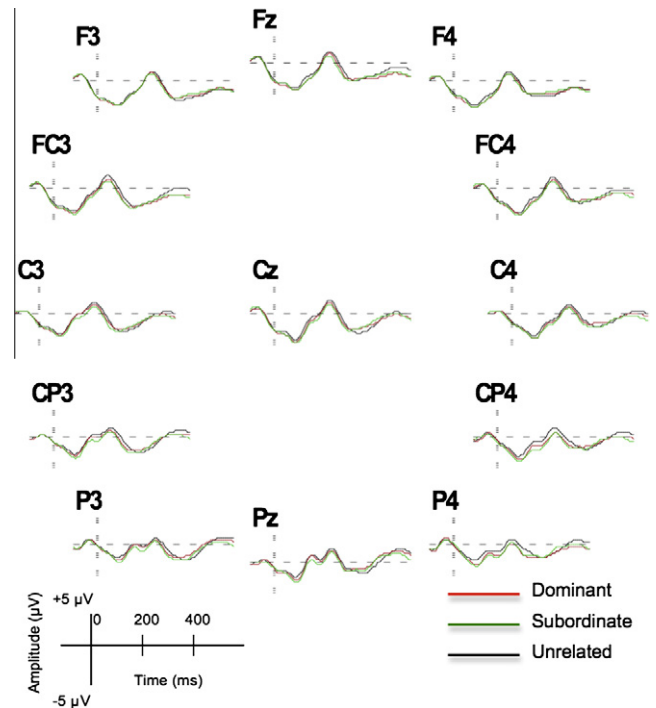 F3 Fz F4
FC3 FC4
C3 Cz C4
CP3 CP4
P3 Pz P4
+5 µV
0 200 400
Amplitude (µV)
Time (ms)
-5 µV
Dominant
Subordinate
Unrelated